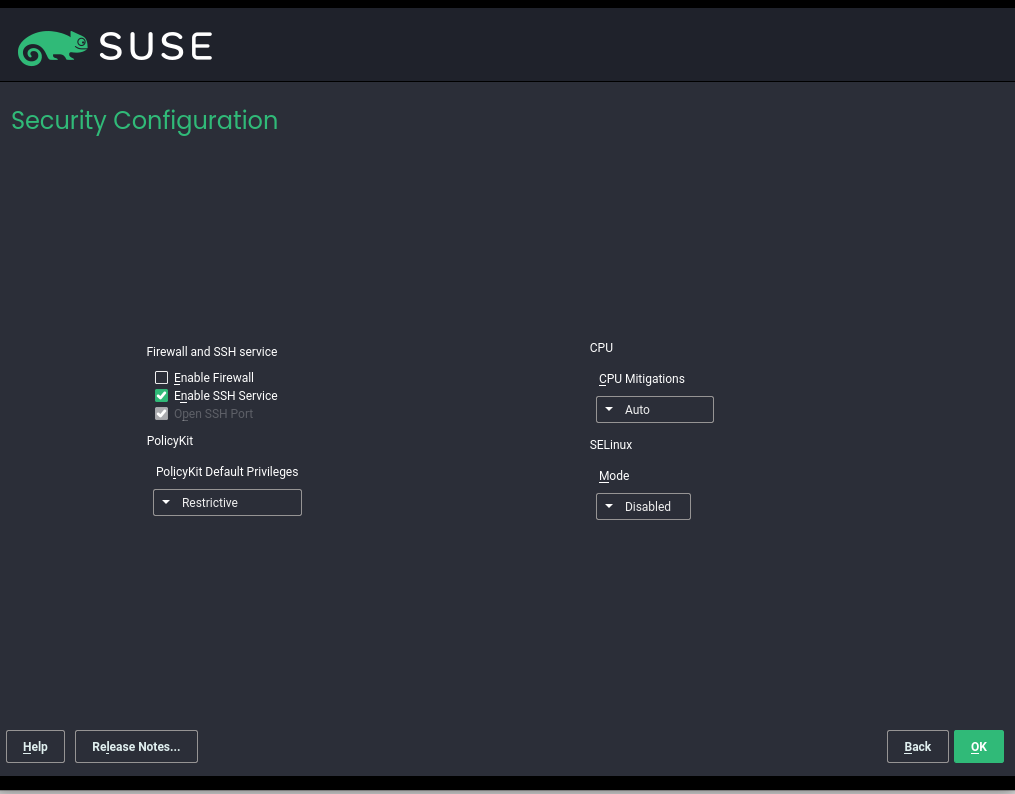 SUSE
Security Configuration
Firewall and SSH service
Enable Firewall
Enable SSH Service
Open SSH Port
PolicyKit
PolicyKit Default Privileges
Restrictive
CPU
CPU Mitigations
Auto
SELinux
Mode
Disabled
Help
Release Notes...
Back
OK